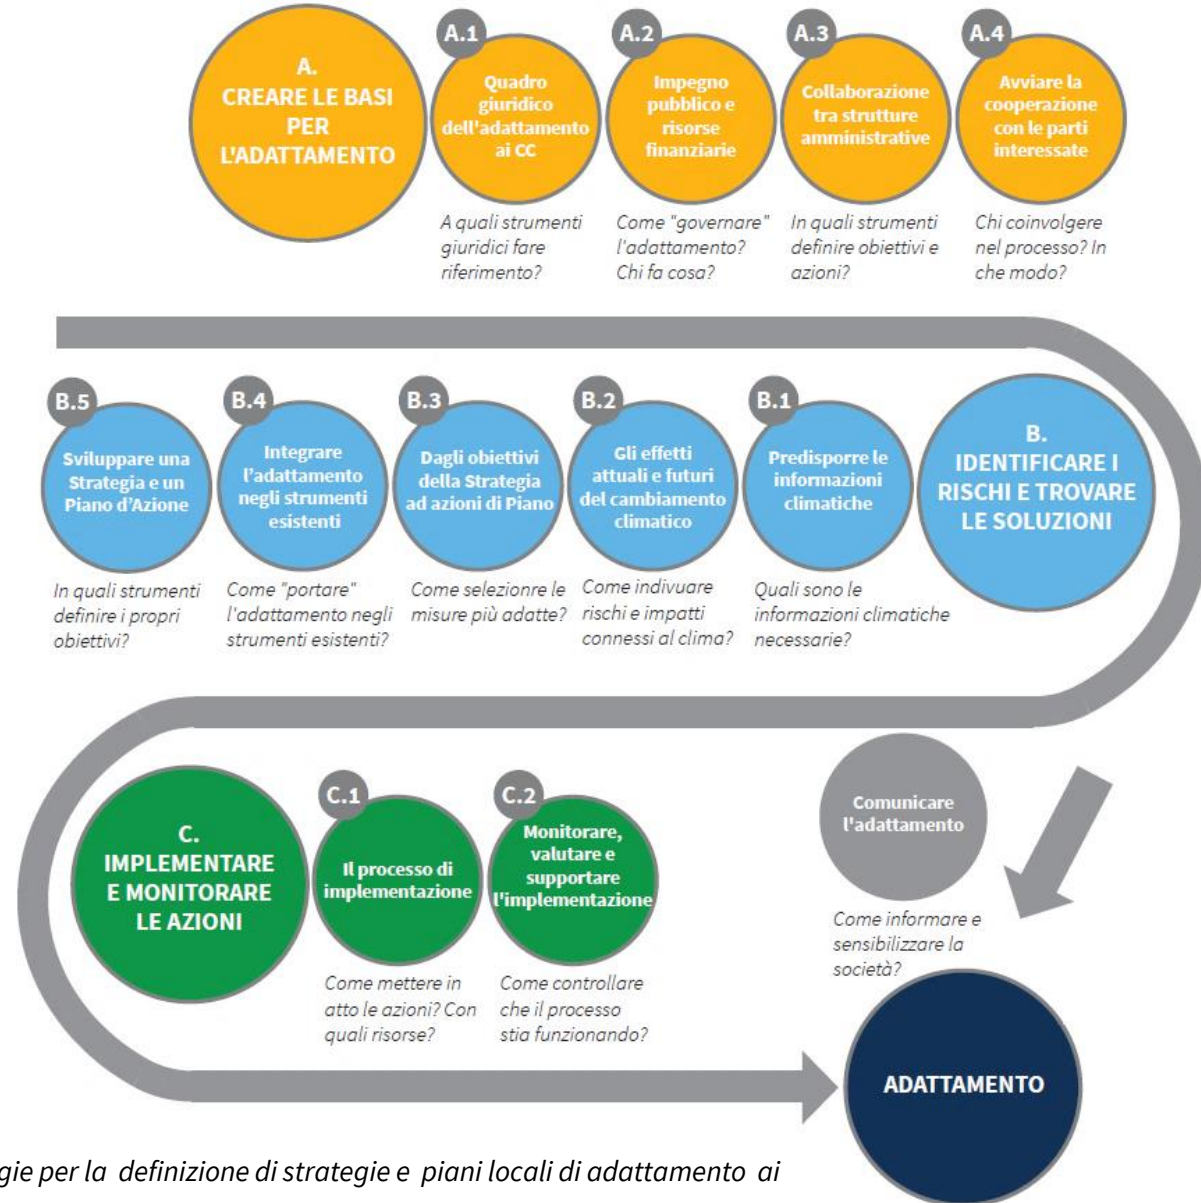 A.
CREARE LE BASI
PER
L'ADATTAMENTO
A.1
Quadro
giuridico
dell'adattamento
ai CC
A quali strumenti
giuridici fare
riferimento?
A.2
Impegno
pubblico e
risorse
finanziarie
Come "governare"
l'adattamento?
Chi fa cosa?
A.3
Collaborazione
tra strutture
amministrative
In quali strumenti
definire obiettivi e
azioni?
A.4
Avviare la
cooperazione
con le parti
interessate
Chi coinvolgere
nel processo? In
che modo?
B.
IDENTIFICARE I
RISCHI E TROVARE
LE SOLUZIONI
B.1
Predisporre le
informazioni
climatiche
Quali sono le
informazioni climatiche
necessarie?
B.2
Gli effetti
attuali e futuri
del cambiamento
climatico
Come indivuare
rischi e impatti
connessi al clima?
B.3
Dagli obiettivi
della Strategia
ad azioni di Piano
Come selezionre le
misure più adatte?
B.4
Integrare
l’adattamento
negli strumenti
esistenti
Come "portare"
l'adattamento negli
strumenti esistenti?
B.5
Sviluppare una
Strategia e un
Piano d’Azione
In quali strumenti
definire i propri
obiettivi?
C.
IMPLEMENTARE
E MONITORARE
LE AZIONI
C.1
Il processo di
implementazione
Come mettere in
atto le azioni? Con
quali risorse?
C.2
Monitorare,
valutare e
supportare
l'implementazione
Come controllare
che il processo
stia funzionando?
Comunicare
l'adattamento
Come informare e
sensibilizzare la
società?
ADATTAMENTO
gie per la definizione di strategie e piani locali di adattamento ai